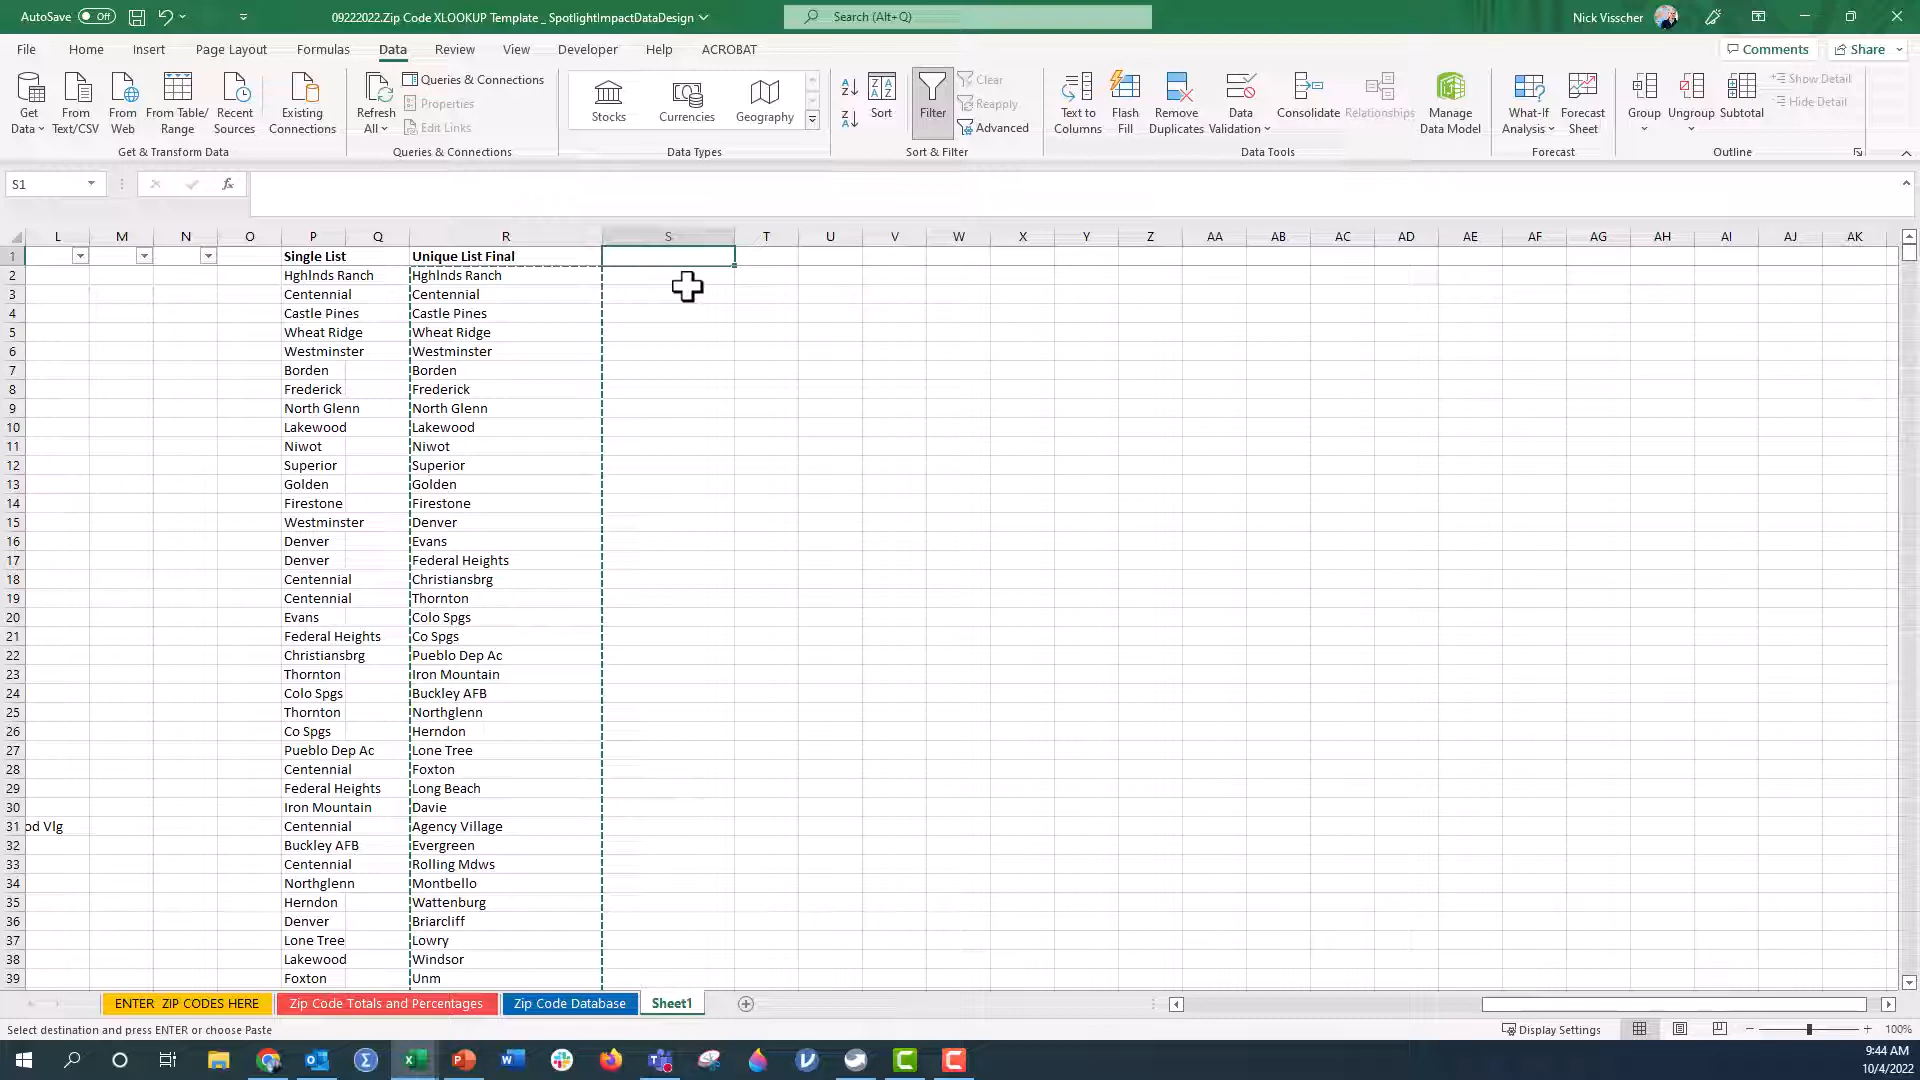 AutoSave Off 09222022.Zip Code XLOOKUP Template _ SpotlightImpactDataDesign Search (Alt+Q) Nick Visscher
File Home Insert Page Layout Formulas Data Review View Developer Help ACROBAT Comments Share
Get Data From Text/CSV From Web From Table/ Range Recent Sources Existing Connections
Get & Transform Data
Refresh All Queries & Connections Properties Edit Links
Queries & Connections
Stocks Currencies Geography
Data Types
Sort Filter Clear Reapply Advanced
Sort & Filter
Text to Columns Flash Fill Remove Duplicates Data Validation Consolidate Relationships Manage Data Model
Data Tools
What-If Analysis Forecast Sheet
Forecast
Group Ungroup Subtotal Show Detail Hide Detail
Outline
S1 fx
L M N O P Q R S T U V W X Y Z AA AB AC AD AE AF AG AH AI AJ AK
1 Single List Unique List Final
2 Hghlnds Ranch Hghlnds Ranch
3 Centennial Centennial
4 Castle Pines Castle Pines
5 Wheat Ridge Wheat Ridge
6 Westminster Westminster
7 Borden Borden
8 Frederick Frederick
9 North Glenn North Glenn
10 Lakewood Lakewood
11 Niwot Niwot
12 Superior Superior
13 Golden Golden
14 Firestone Firestone
15 Westminster Denver
16 Denver Evans
17 Denver Federal Heights
18 Centennial Christiansbrg
19 Centennial Thornton
20 Evans Colo Spgs
21 Federal Heights Co Spgs
22 Christiansbrg Pueblo Dep Ac
23 Thornton Iron Mountain
24 Colo Spgs Buckley AFB
25 Thornton Northglenn
26 Co Spgs Herndon
27 Pueblo Dep Ac Lone Tree
28 Centennial Foxton
29 Federal Heights Long Beach
30 Iron Mountain Davie
31 od Vlg Centennial Agency Village
32 Buckley AFB Evergreen
33 Centennial Rolling Mdws
34 Northglenn Montbello
35 Herndon Wattenburg
36 Denver Briarcliff
37 Lone Tree Lowry
38 Lakewood Windsor
39 Foxton Unm
ENTER ZIP CODES HERE Zip Code Totals and Percentages Zip Code Database Sheet1
Select destination and press ENTER or choose Paste Display Settings 100%
9:44 AM
10/4/2022